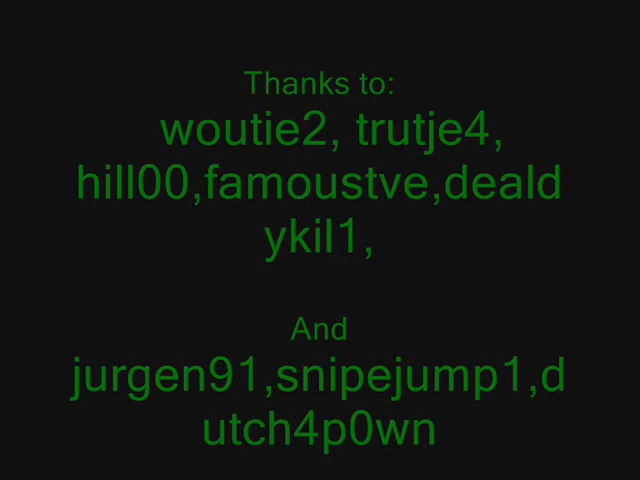 Thanks to:
woutie2, trutje4,
hill00,famoustve,deald
ykil1,
And
jurgen91,snipejump1,d
utch4p0wn